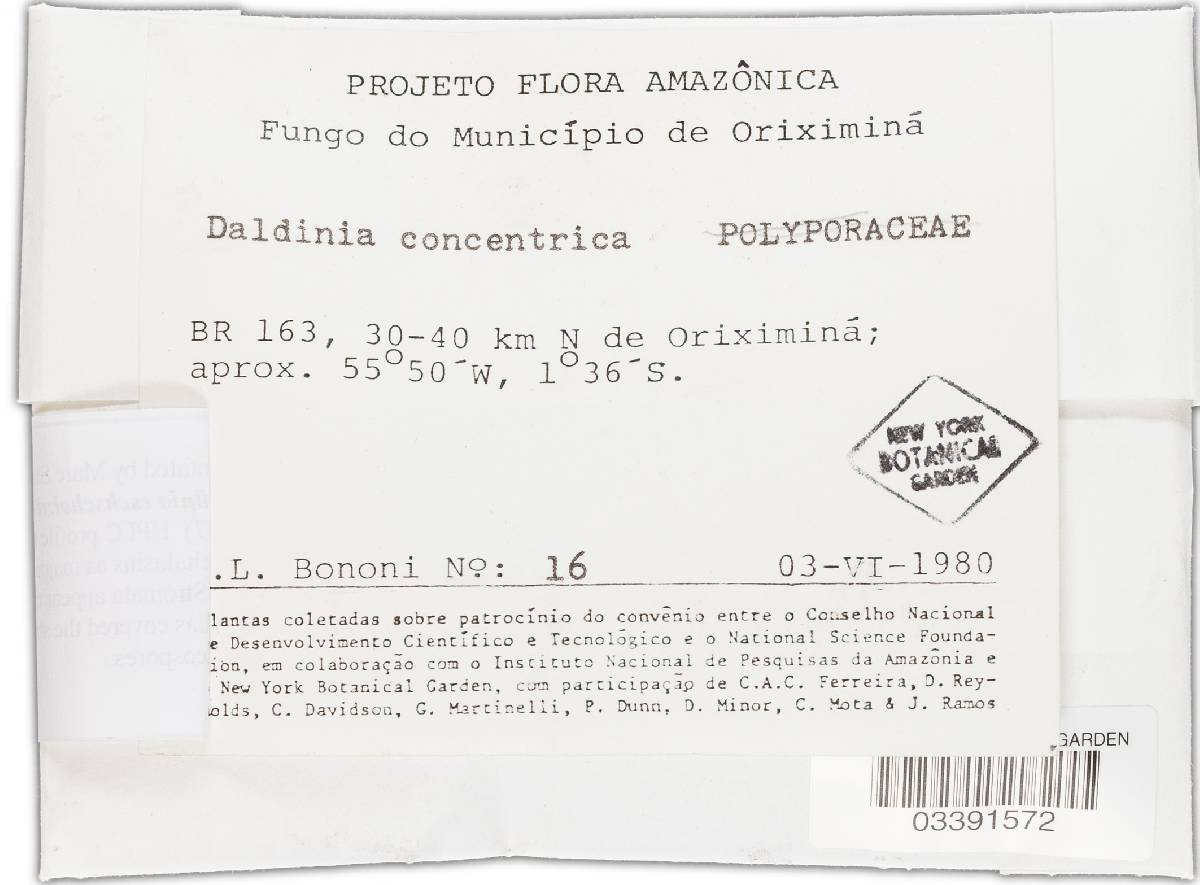 PROJETO FLORA AMAZÔNICA
Fungo do Município de Oriximiná
Daldinia concentrica POLYPORACEAE
BR 163, 30-40 km N de Oriximiná;
aprox. 55°50´W, 1°36´S.
NEW YORK
BOTANICAL
GARDEN
.L. Bononi Nº: 16 03-VI-1980
lantas coletadas sobre patrocínio do convênio entre o Conselho Nacional
e Desenvolvimento Científico e Tecnológico e o National Science Founda-
ion, em colaboração com o Instituto Nacional de Pesquisas da Amazônia e
New York Botanical Garden, com participação de C.A.C. Ferreira, D. Rey-
olds, C. Davidson, G. Martinelli, P. Dunn, D. Minor, C. Mota & J. Ramos
GARDEN
03391572